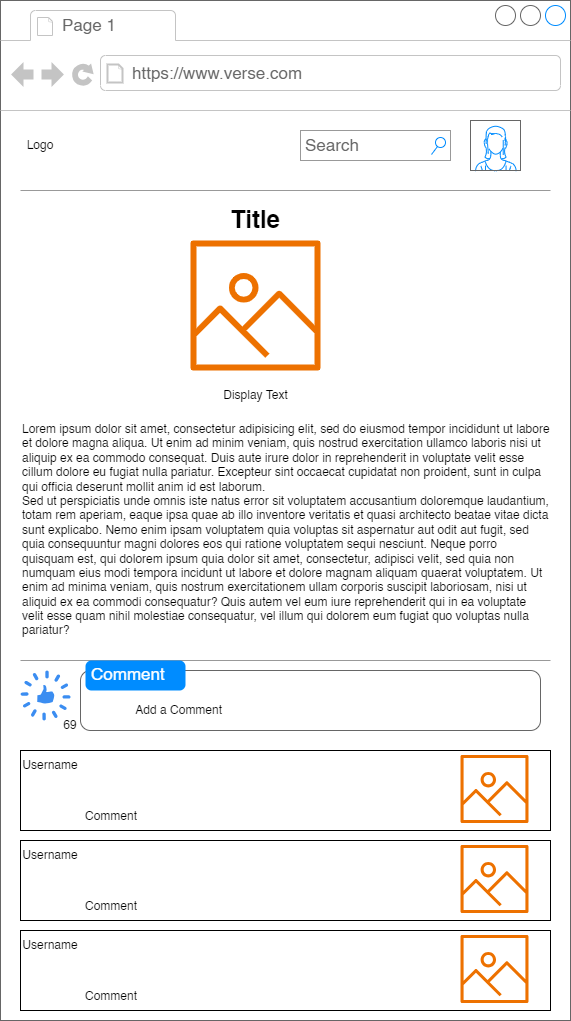 Page 1
https://www.verse.com
Logo
Search
Title
Display Text
Lorem ipsum dolor sit amet, consectetur adipisicing elit, sed do eiusmod tempor incididunt ut labore
et dolore magna aliqua. Ut enim ad minim veniam, quis nostrud exercitation ullamco laboris nisi ut
aliquip ex ea commodo consequat. Duis aute irure dolor in reprehenderit in voluptate velit esse
cillum dolore eu fugiat nulla pariatur. Excepteur sint occaecat cupidatat non proident, sunt in culpa
qui officia deserunt mollit anim id est laborum.
Sed ut perspiciatis unde omnis iste natus error sit voluptatem accusantium doloremque laudantium,
totam rem aperiam, eaque ipsa quae ab illo inventore veritatis et quasi architecto beatae vitae dicta
sunt explicabo. Nemo enim ipsam voluptatem quia voluptas sit aspernatur aut odit aut fugit, sed
quia consequuntur magni dolores eos qui ratione voluptatem sequi nesciunt. Neque porro
quisquam est, qui dolorem ipsum quia dolor sit amet, consectetur, adipisci velit, sed quia non
numquam eius modi tempora incidunt ut labore et dolore magnam aliquam quaerat voluptatem. Ut
enim ad minima veniam, quis nostrum exercitationem ullam corporis suscipit laboriosam, nisi ut
aliquid ex ea commodi consequatur? Quis autem vel eum iure reprehenderit qui in ea voluptate
velit esse quam nihil molestiae consequatur, vel illum qui dolorem eum fugiat quo voluptas nulla
pariatur?
Comment
Add a Comment
69
Username
Comment
Username
Comment
Username
Comment